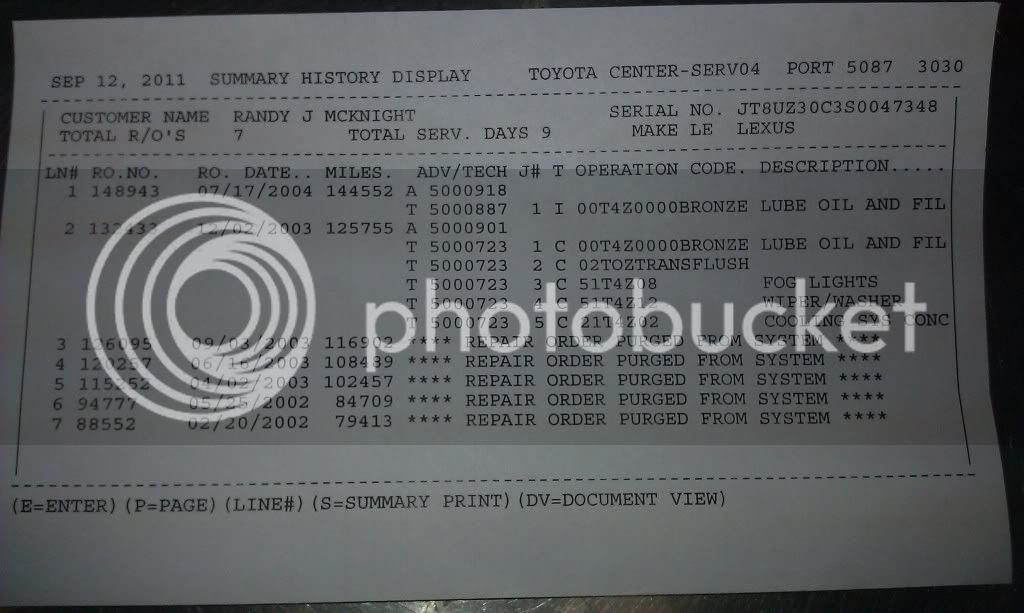 SEP 12, 2011 SUMMARY HISTORY DISPLAY TOYOTA CENTER-SERV04 PORT 5087 3030
CUSTOMER NAME RANDY J MCKNIGHT SERIAL NO. JT8UZ30C3S0047348
TOTAL R/O'S 7 TOTAL SERV. DAYS 9 MAKE LE LEXUS
LN# RO.NO. RO. DATE.. MILES. ADV/TECH J# T OPERATION CODE. DESCRIPTION.....
1 148943 07/17/2004 144552 A 5000918
T 5000887 1 I 00T4Z0000BRONZE LUBE OIL AND FIL
2 132433 12/02/2003 125755 A 5000901
T 5000723 1 C 00T4Z0000BRONZE LUBE OIL AND FIL
T 5000723 2 C 02TOZTRANSFLUSH
T 5000723 3 C 51T4Z08 FOG LIGHTS
T 5000723 4 C 51T4Z12 WIPER/WASHER
T 5000723 5 C 21T4Z02 COOLING SYS CONC
3 126095 09/03/2003 116902 **** REPAIR ORDER PURGED FROM SYSTEM ****
4 120257 06/16/2003 108439 **** REPAIR ORDER PURGED FROM SYSTEM ****
5 115252 04/02/2003 102457 **** REPAIR ORDER PURGED FROM SYSTEM ****
6 94777 05/25/2002 84709 **** REPAIR ORDER PURGED FROM SYSTEM ****
7 88552 02/20/2002 79413 **** REPAIR ORDER PURGED FROM SYSTEM ****
(E=ENTER)(P=PAGE)(LINE#)(S=SUMMARY PRINT)(DV=DOCUMENT VIEW)
photobucket